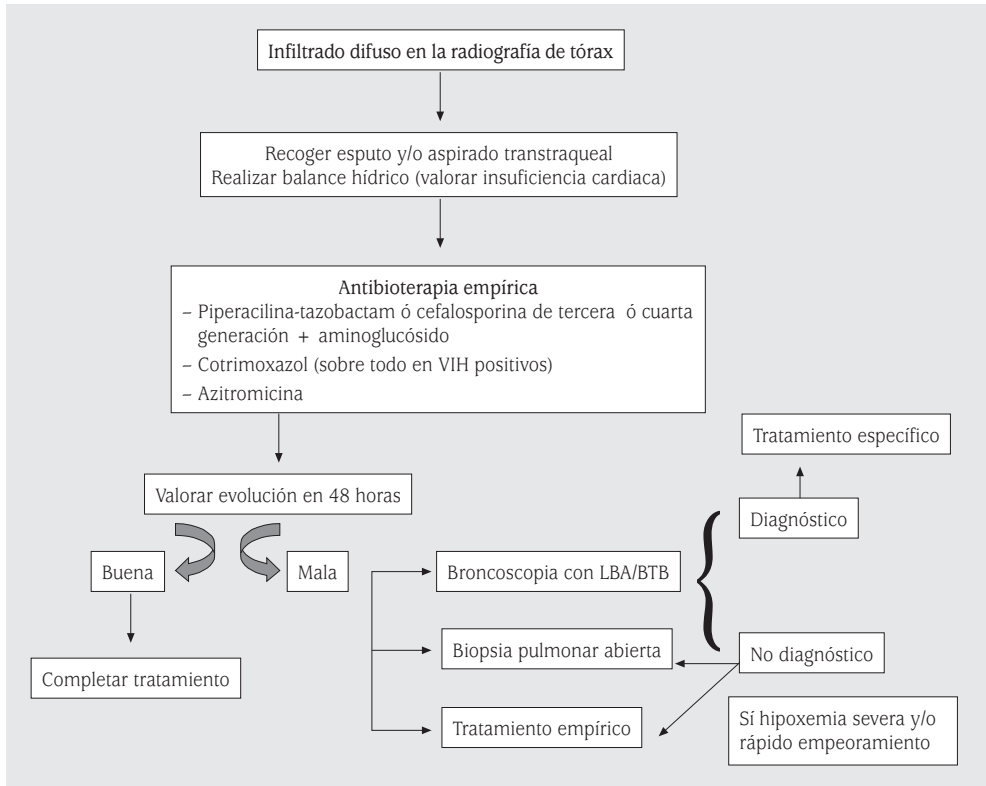 Infiltrado difuso en la radiografía de tórax
Recoger esputo y/o aspirado transtraqueal
Realizar balance hídrico (valorar insuficiencia cardiaca)
Antibioterapia empírica
– Piperacilina-tazobactam ó cefalosporina de tercera ó cuarta
generación + aminoglucósido
– Cotrimoxazol (sobre todo en VIH positivos)
– Azitromicina
Valorar evolución en 48 horas
Buena
Mala
Completar tratamiento
Broncoscopia con LBA/BTB
Biopsia pulmonar abierta
Tratamiento empírico
Tratamiento específico
Diagnóstico
No diagnóstico
Sí hipoxemia severa y/o
rápido empeoramiento